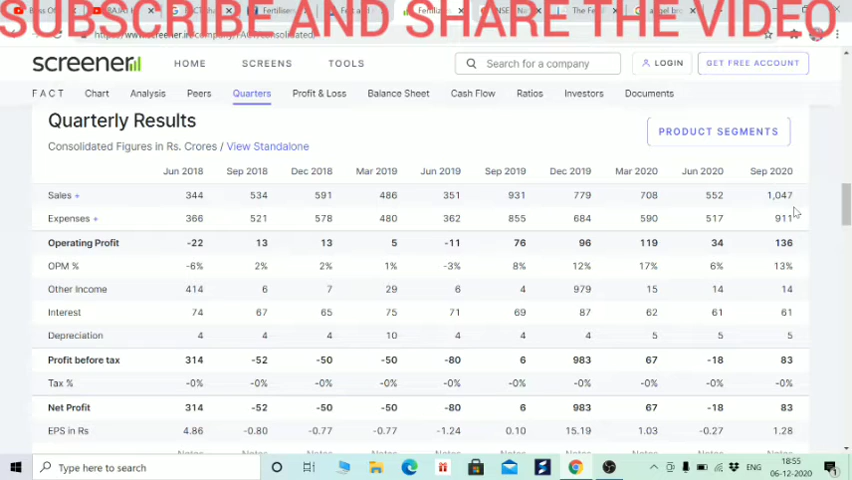 SUBSCRIBE AND SHARE THE VIDEO
screener
HOME SCREENS TOOLS
Search for a company
LOGIN
GET FREE ACCOUNT
F A C T Chart Analysis Peers Quarters Profit & Loss Balance Sheet Cash Flow Ratios Investors Documents
Quarterly Results
PRODUCT SEGMENTS
Consolidated Figures in Rs. Crores / View Standalone
Jun 2018 Sep 2018 Dec 2018 Mar 2019 Jun 2019 Sep 2019 Dec 2019 Mar 2020 Jun 2020 Sep 2020
Sales + 344 534 591 486 351 931 779 708 552 1,047
Expenses + 366 521 578 480 362 855 684 590 517 911
Operating Profit -22 13 13 5 -11 76 96 119 34 136
OPM % -6% 2% 2% 1% -3% 8% 12% 17% 6% 13%
Other Income 414 6 7 29 6 4 979 15 14 14
Interest 74 67 65 75 71 69 87 62 61 61
Depreciation 4 4 4 10 4 4 4 5 5 5
Profit before tax 314 -52 -50 -50 -80 6 983 67 -18 83
Tax % -0% -0% -0% -0% -0% -0% -0% -0% -0% -0%
Net Profit 314 -52 -50 -50 -80 6 983 67 -18 83
EPS in Rs 4.86 -0.80 -0.77 -0.77 -1.24 0.10 15.19 1.03 -0.27 1.28
Type here to search
ENG
18:55
06-12-2020